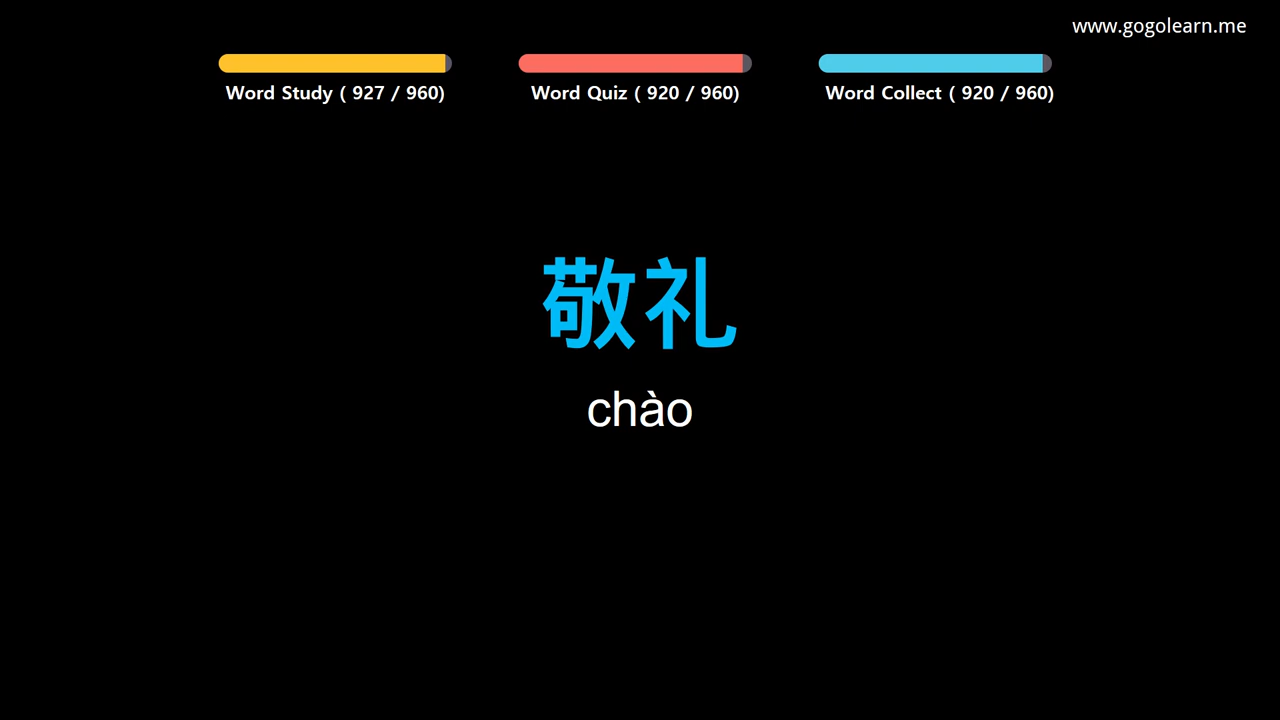 www.gogolearn.me
Word Study ( 927 / 960)
Word Quiz ( 920 / 960)
Word Collect ( 920 / 960)
敬礼
chào